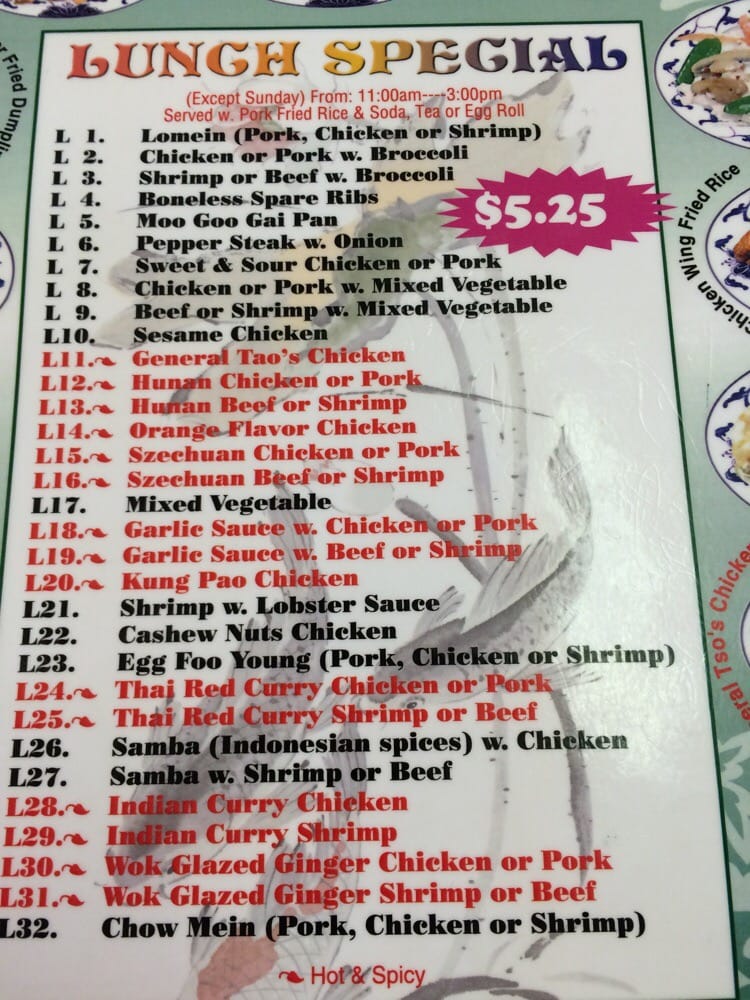 LUNCH SPECIAL
(Except Sunday) From: 11:00am----3:00pm
Served w. Pork Fried Rice & Soda, Tea or Egg Roll
L 1. Lomein (Pork, Chicken or Shrimp)
L 2. Chicken or Pork w. Broccoli
L 3. Shrimp or Beef w. Broccoli
L 4. Boneless Spare Ribs
$5.25
L 5. Moo Goo Gai Pan
L 6. Pepper Steak w. Onion
L 7. Sweet & Sour Chicken or Pork
L 8. Chicken or Pork w. Mixed Vegetable
L 9. Beef or Shrimp w. Mixed Vegetable
L10. Sesame Chicken
L11. General Tao's Chicken
L12. Hunan Chicken or Pork
L13. Hunan Beef or Shrimp
L14. Orange Flavor Chicken
L15. Szechuan Chicken or Pork
L16. Szechuan Beef or Shrimp
L17. Mixed Vegetable
L18. Garlic Sauce w. Chicken or Pork
L19. Garlic Sauce w. Beef or Shrimp
L20. Kung Pao Chicken
L21. Shrimp w. Lobster Sauce
L22. Cashew Nuts Chicken
L23. Egg Foo Young (Pork, Chicken or Shrimp)
L24. Thai Red Curry Chicken or Pork
L25. Thai Red Curry Shrimp or Beef
L26. Samba (Indonesian spices) w. Chicken
L27. Samba w. Shrimp or Beef
L28. Indian Curry Chicken
L29. Indian Curry Shrimp
L30. Wok Glazed Ginger Chicken or Pork
L31. Wok Glazed Ginger Shrimp or Beef
L32. Chow Mein (Pork, Chicken or Shrimp)
Hot & Spicy
Fried Dumplin
Chicken Wing Fried Rice
eral Tso's Chicken